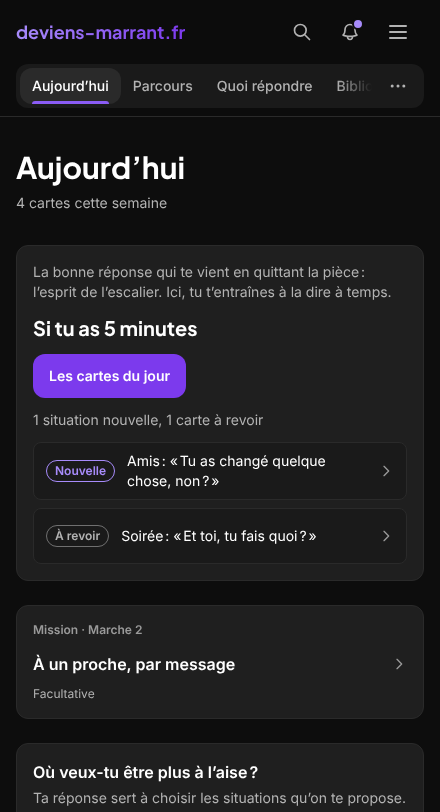 deviens-marrant.fr
Aujourd’hui
Parcours
Quoi répondre
Aujourd’hui
4 cartes cette semaine
La bonne réponse qui te vient en quittant la pièce :
l’esprit de l’escalier. Ici, tu t’entraînes à la dire à temps.
Si tu as 5 minutes
Les cartes du jour
1 situation nouvelle, 1 carte à revoir
Nouvelle
Amis : « Tu as changé quelque
chose, non ? »
À revoir
Soirée : « Et toi, tu fais quoi ? »
Mission · Marche 2
À un proche, par message
Facultative
Où veux-tu être plus à l’aise ?
Ta réponse sert à choisir les situations qu’on te propose.